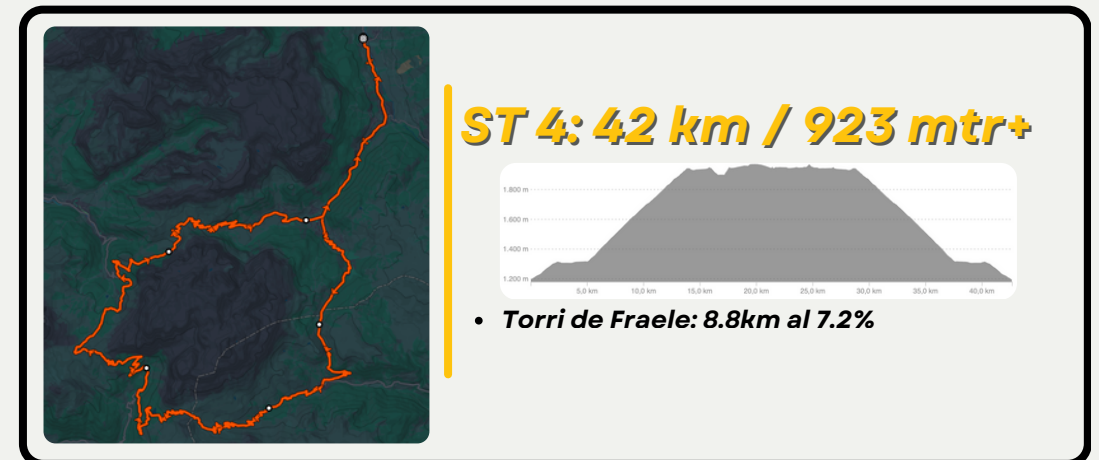 ST 4: 42 km / 923 mtr+
1.800 m
1.600 m
1.400 m
1.200 m
5,0 km 10,0 km 15,0 km 20,0 km 25,0 km 30,0 km 35,0 km 40,0 km
• Torri de Fraele: 8.8km al 7.2%